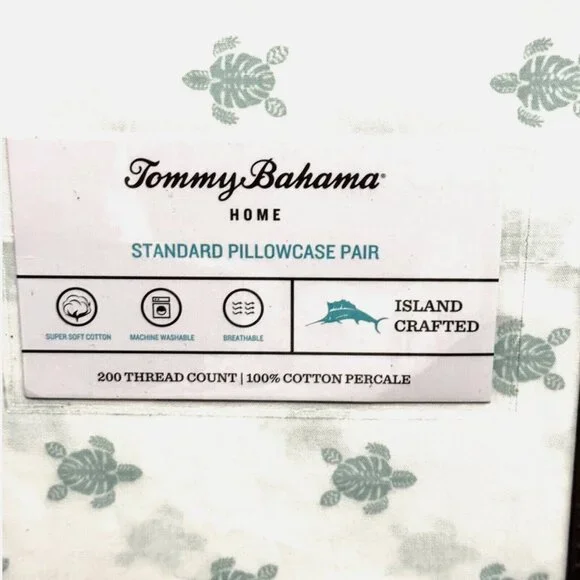 Tommy Bahama®
HOME
STANDARD PILLOWCASE PAIR
SUPER SOFT COTTON
MACHINE WASHABLE
BREATHABLE
ISLAND
CRAFTED
200 THREAD COUNT | 100% COTTON PERCALE